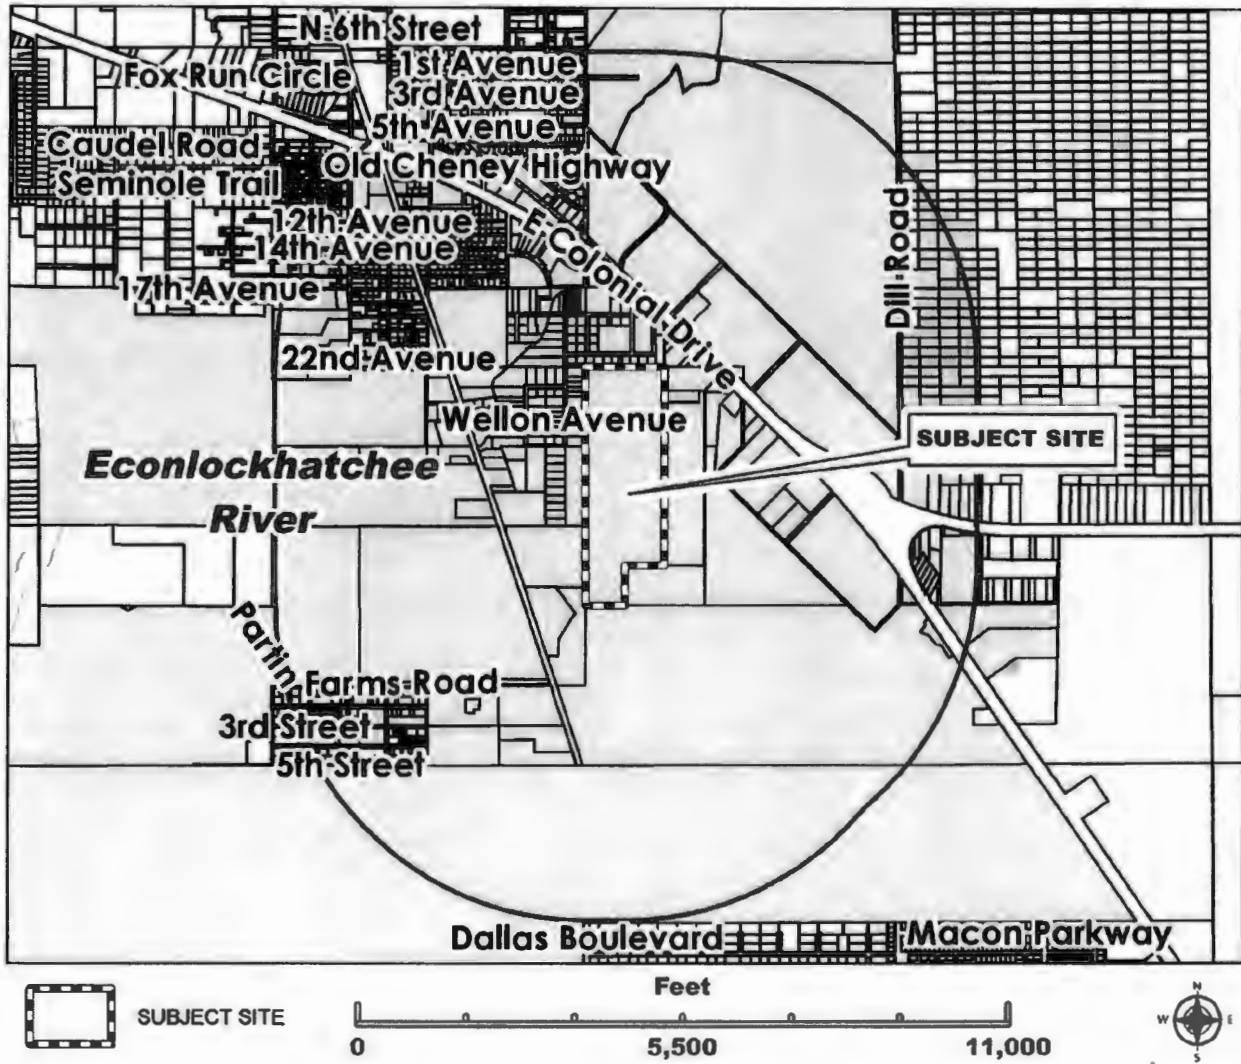 N 6th Street
1st Avenue
Fox Run Circle
3rd Avenue
5th Avenue
Caudel Road
Old Cheney Highway
Seminole Trail
12th Avenue
14th Avenue
E Colonial Drive
Dill Road
17th Avenue
22nd Avenue
Wellon Avenue
SUBJECT SITE
Econlockhatchee
River
Partin
Farms Road
3rd Street
5th Street
Dallas Boulevard
Macon Parkway
SUBJECT SITE
Feet
0
5,500
11,000
N
W
E
S